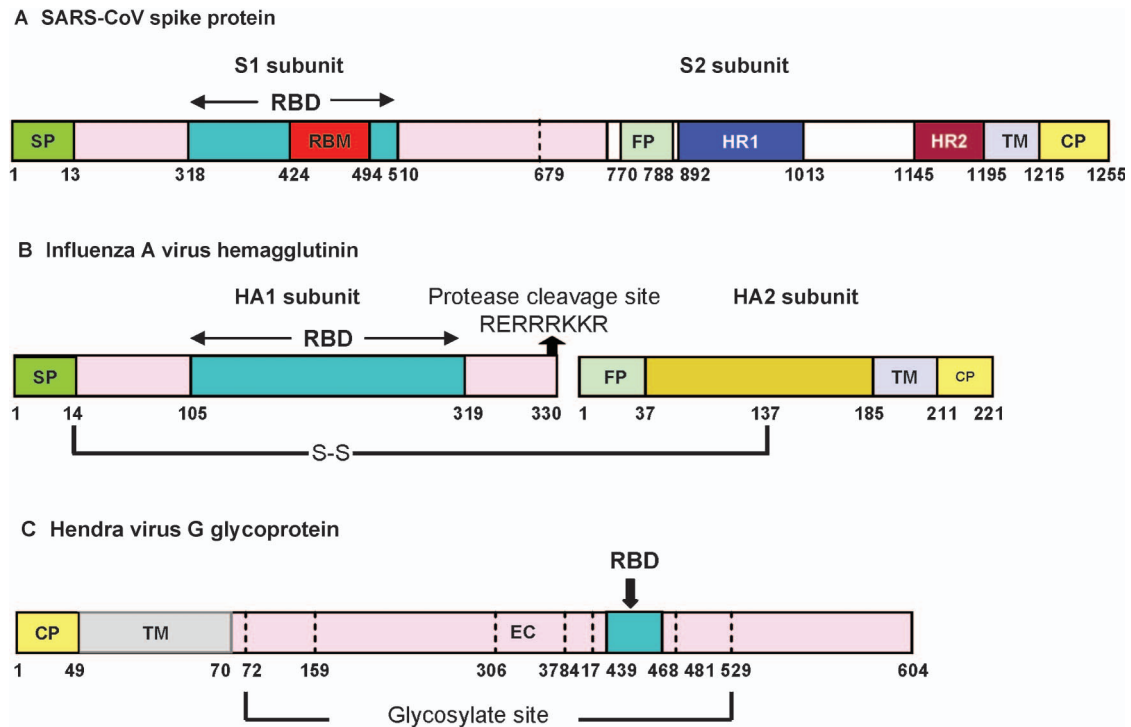 A SARS-CoV spike protein
S1 subunit S2 subunit
RBD
SP RBM FP HR1 HR2 TM CP
1 13 318 424 494 510 679 770 788 892 1013 1145 1195 1215 1255
B Influenza A virus hemagglutinin
HA1 subunit Protease cleavage site HA2 subunit
RBD RERRRKKR
SP FP TM CP
1 14 105 319 330 1 37 137 185 211 221
S-S
C Hendra virus G glycoprotein
RBD
CP TM EC
1 49 70 72 159 306 378417 439 468 481 529 604
Glycosylate site